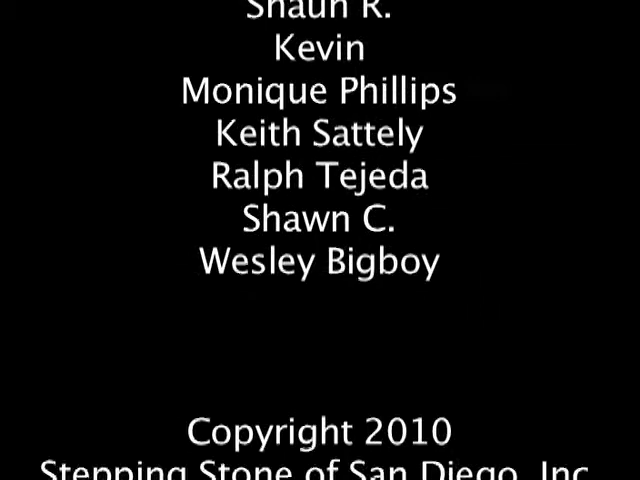 Shaun R.
Kevin
Monique Phillips
Keith Sattely
Ralph Tejeda
Shawn C.
Wesley Bigboy
Copyright 2010
Stepping Stone of San Diego, Inc